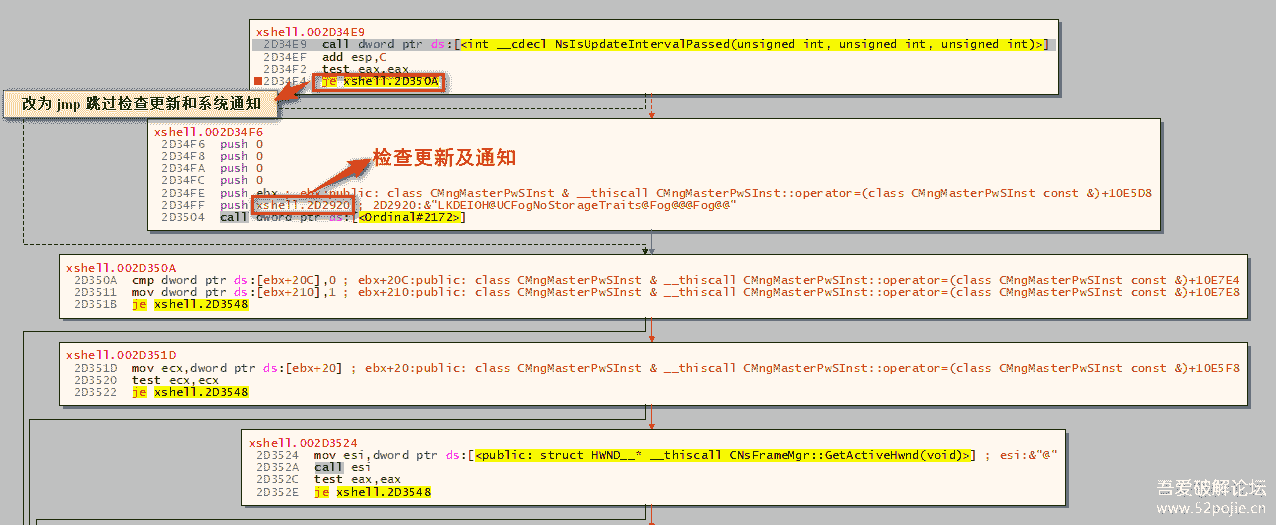 xshell.002D34E9
2D34E9 call dword ptr ds:[<int __cdecl NsIsUpdateIntervalPassed(unsigned int, unsigned int, unsigned int)>]
2D34EF add esp,C
2D34F2 test eax,eax
2D34F4 je xshell.2D350A
改为 jmp 跳过检查更新和系统通知
xshell.002D34F6
2D34F6 push 0
2D34F8 push 0
检查更新及通知
2D34FA push 0
2D34FC push 0
2D34FE push ebx ; ebx:public: class CMngMasterPwSInst & __thiscall CMngMasterPwSInst::operator=(class CMngMasterPwSInst const &)+10E5D8
2D34FF push xshell.2D2920 ; 2D2920:&"LKDEIOH@UCFogNoStorageTraits@Fog@@@Fog@@"
2D3504 call dword ptr ds:[<Ordinal#2172>]
xshell.002D350A
2D350A cmp dword ptr ds:[ebx+20C],0 ; ebx+20C:public: class CMngMasterPwSInst & __thiscall CMngMasterPwSInst::operator=(class CMngMasterPwSInst const &)+10E7E4
2D3511 mov dword ptr ds:[ebx+210],1 ; ebx+210:public: class CMngMasterPwSInst & __thiscall CMngMasterPwSInst::operator=(class CMngMasterPwSInst const &)+10E7E8
2D351B je xshell.2D3548
xshell.002D351D
2D351D mov ecx,dword ptr ds:[ebx+20] ; ebx+20:public: class CMngMasterPwSInst & __thiscall CMngMasterPwSInst::operator=(class CMngMasterPwSInst const &)+10E5F8
2D3520 test ecx,ecx
2D3522 je xshell.2D3548
xshell.002D3524
2D3524 mov esi,dword ptr ds:[<public: struct HWND__* __thiscall CNsFrameMgr::GetActiveHwnd(void)>] ; esi:&"@"
2D352A call esi
2D352C test eax,eax
2D352E je xshell.2D3548
吾爱破解论坛
www.52pojie.cn